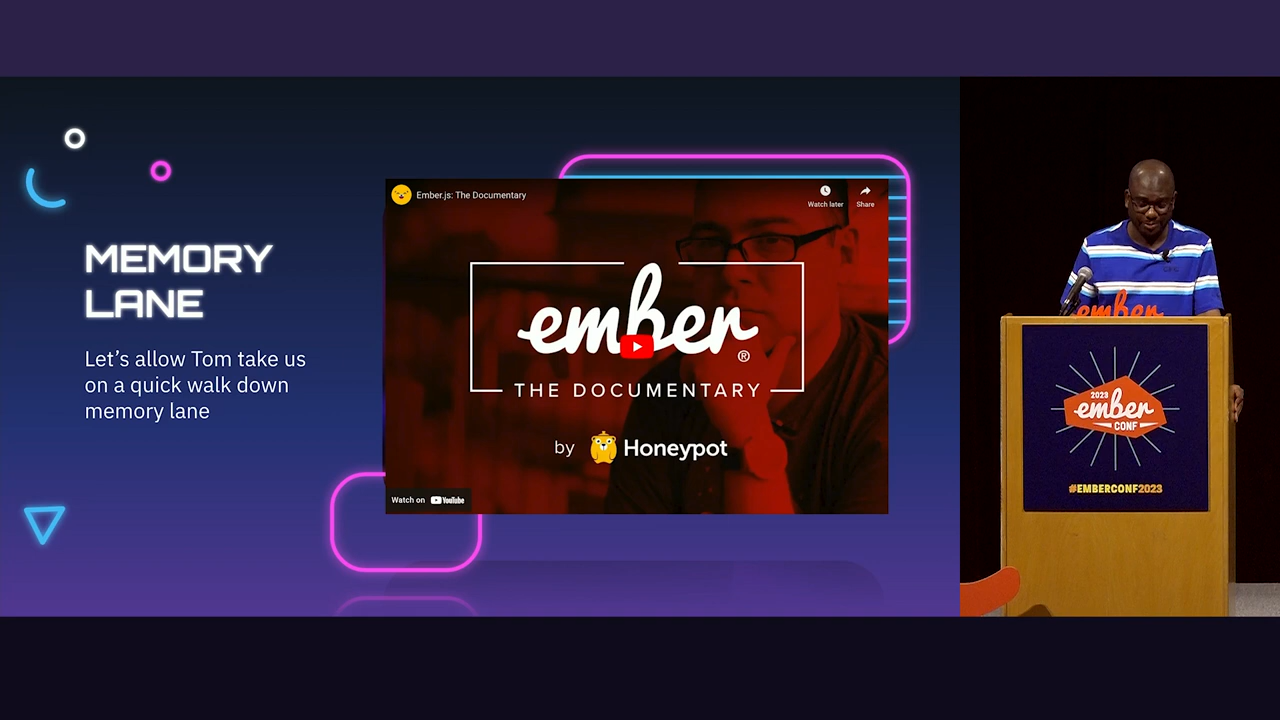 MEMORY
LANE
Let’s allow Tom take us
on a quick walk down
memory lane
Ember.js: The Documentary
Watch later
Share
ember
®
THE DOCUMENTARY
by Honeypot
Watch on YouTube
ember
2023
ember
CONF
#EMBERCONF2023